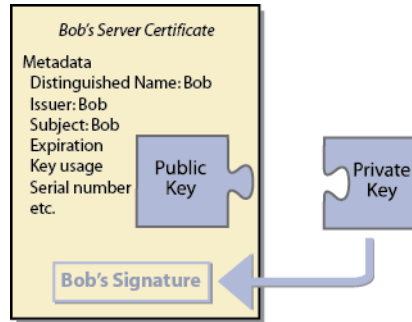 Bob's Server Certificate
Metadata
Distinguished Name: Bob
Issuer: Bob
Subject: Bob
Expiration
Key usage
Serial number
etc.
Public
Key
Private
Key
Bob's Signature